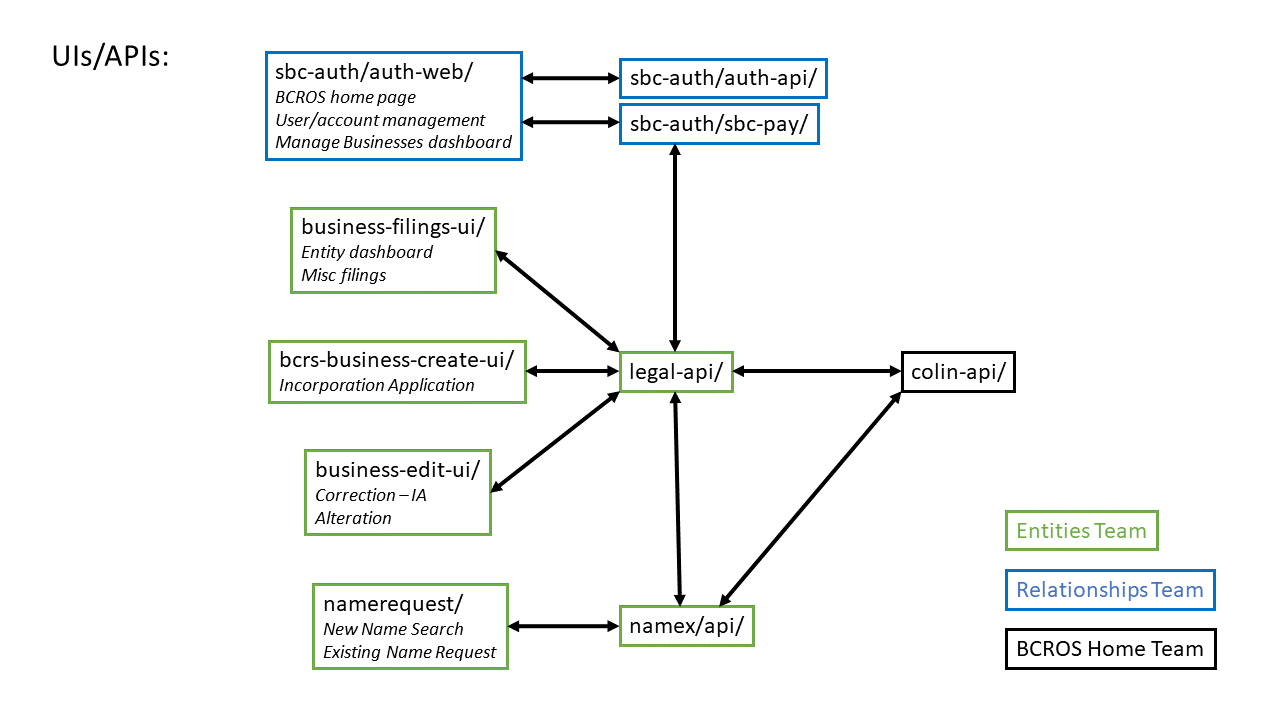 UIs/APIs:
sbc-auth/auth-web/
BCROS home page
User/account management
Manage Businesses dashboard
sbc-auth/auth-api/
sbc-auth/sbc-pay/
business-filings-ui/
Entity dashboard
Misc filings
bcrs-business-create-ui/
Incorporation Application
legal-api/
colin-api/
business-edit-ui/
Correction – IA
Alteration
namerequest/
New Name Search
Existing Name Request
namex/api/
Entities Team
Relationships Team
BCROS Home Team